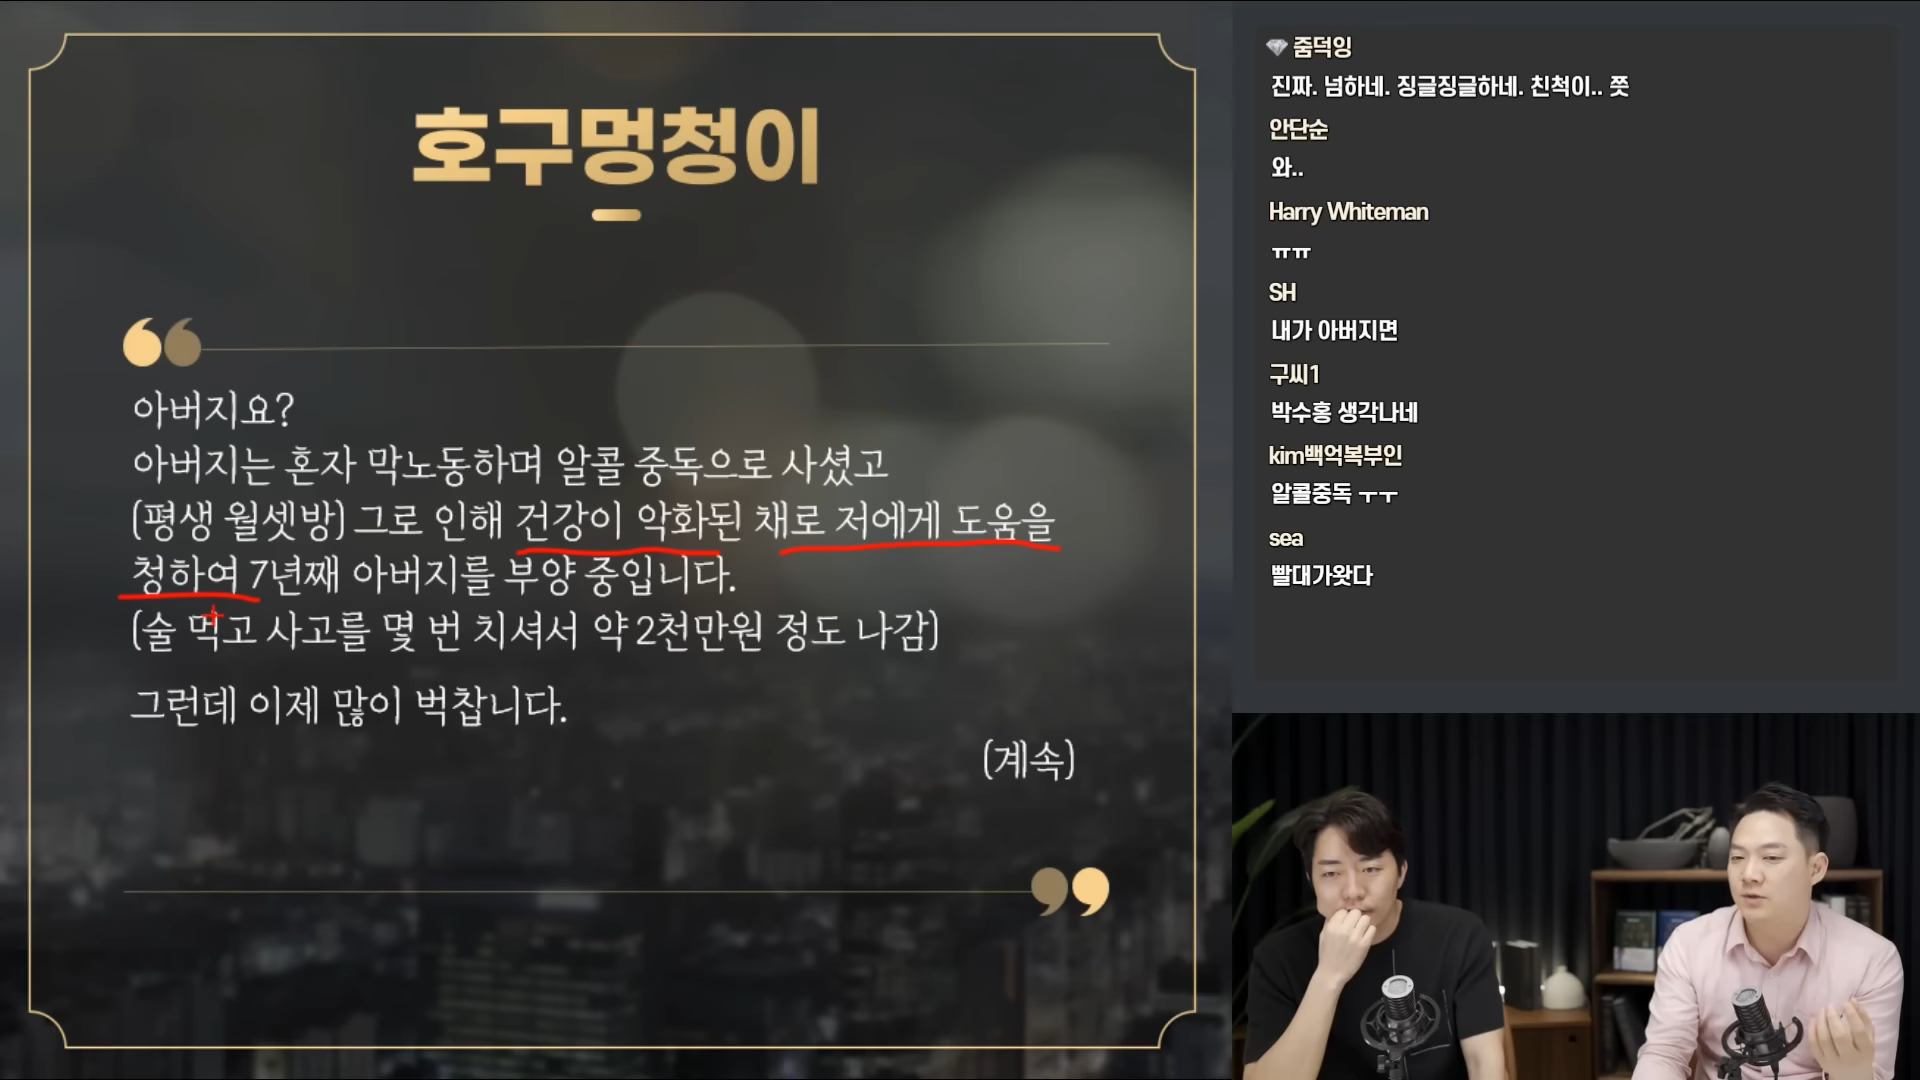 호구멍청이
아버지요?
아버지는 혼자 막노동하며 알콜 중독으로 사셨고
(평생 월셋방) 그로 인해 건강이 악화된 채로 저에게 도움을
청하여 7년째 아버지를 부양 중입니다.
(술 먹고 사고를 몇 번 치셔서 약 2천만원 정도 나감)
그런데 이제 많이 벅찹니다.
(계속)
줌덕잉
진짜. 넘하네. 징글징글하네. 친척이.. 쯧
안단순
와..
Harry Whiteman
ㅠㅠ
SH
내가 아버지면
구씨1
박수홍 생각나네
kim백억복부인
알콜중독 ㅜㅜ
sea
빨대가왓다